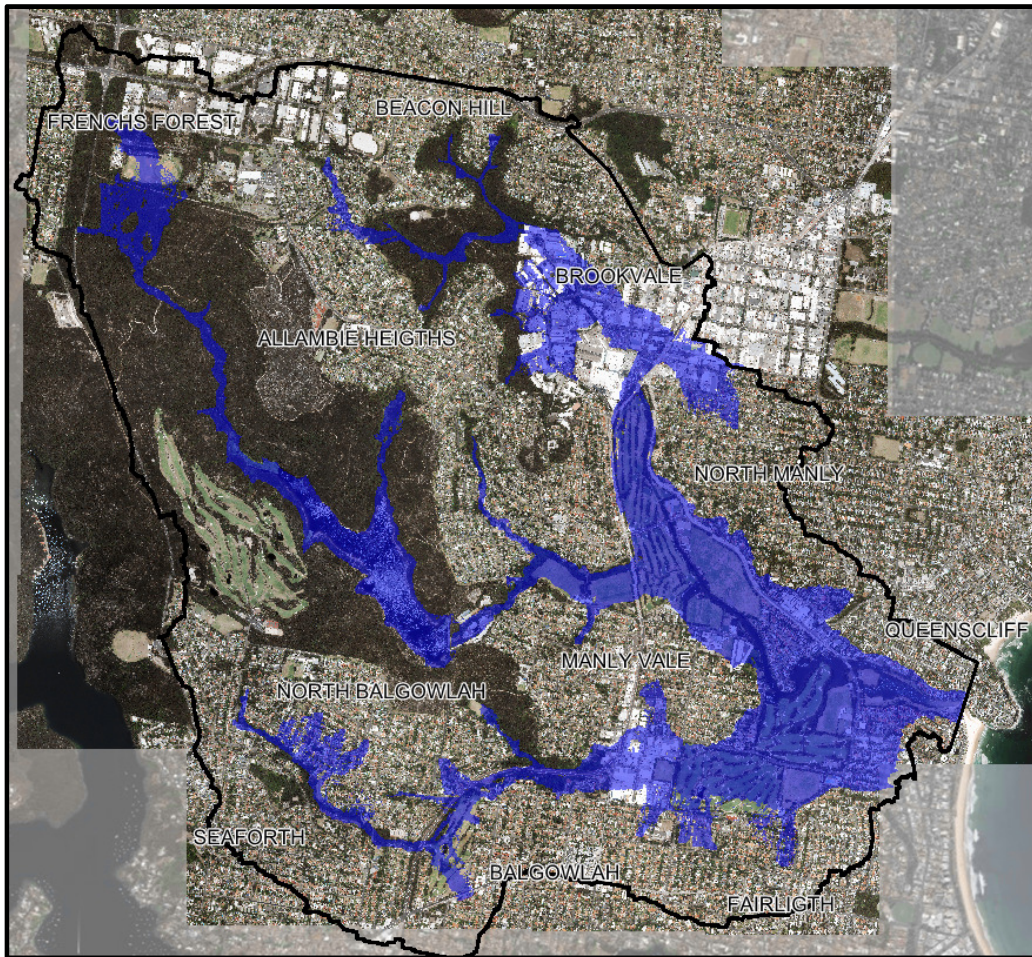 BEACON HILL
FRENCHS FOREST
BROOKVALE
ALLAMBIE HEIGTHS
NORTH MANLY
QUEENSCLIFF
MANLY VALE
NORTH BALGOWLAH
SEAFORTH
BALGOWLAH
FAIRLIGTH